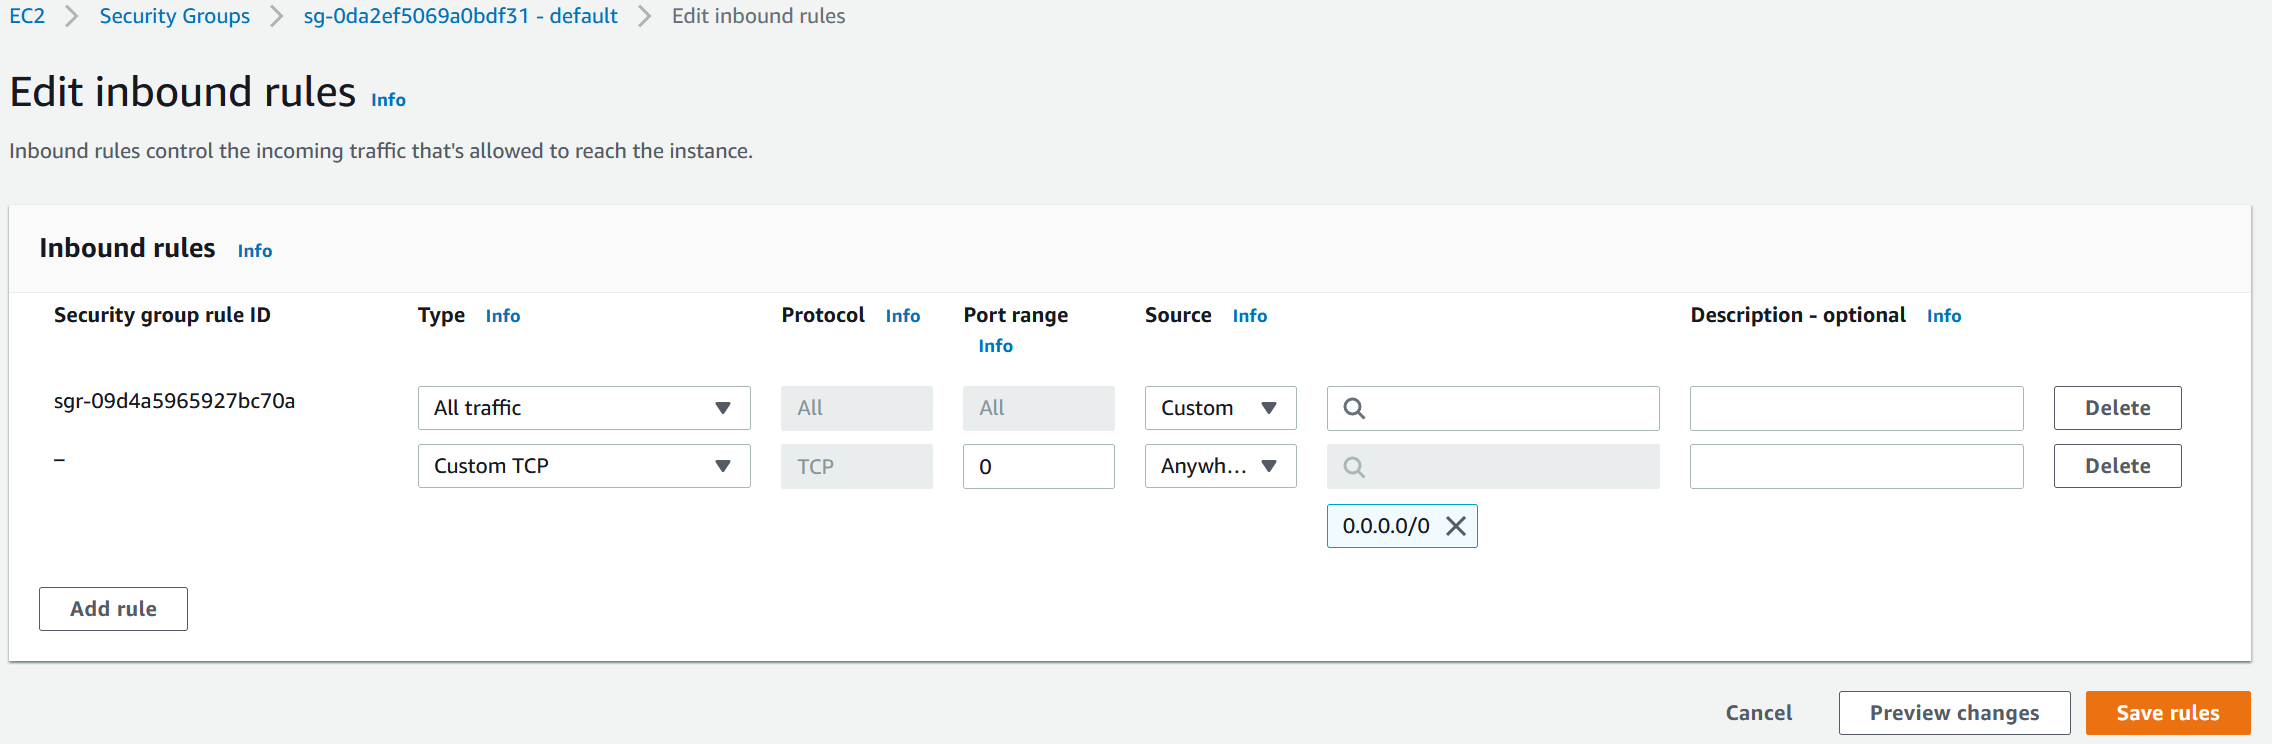 EC2 Security Groups sg-0da2ef5069a0bdf31 - default Edit inbound rules
Edit inbound rules Info
Inbound rules control the incoming traffic that's allowed to reach the instance.
Inbound rules Info
Security group rule ID Type Info Protocol Info Port range Info Source Info Description - optional Info
sgr-09d4a5965927bc70a All traffic All All Custom Delete
– Custom TCP TCP 0 Anywh... Delete
0.0.0.0/0
Add rule
Cancel Preview changes Save rules